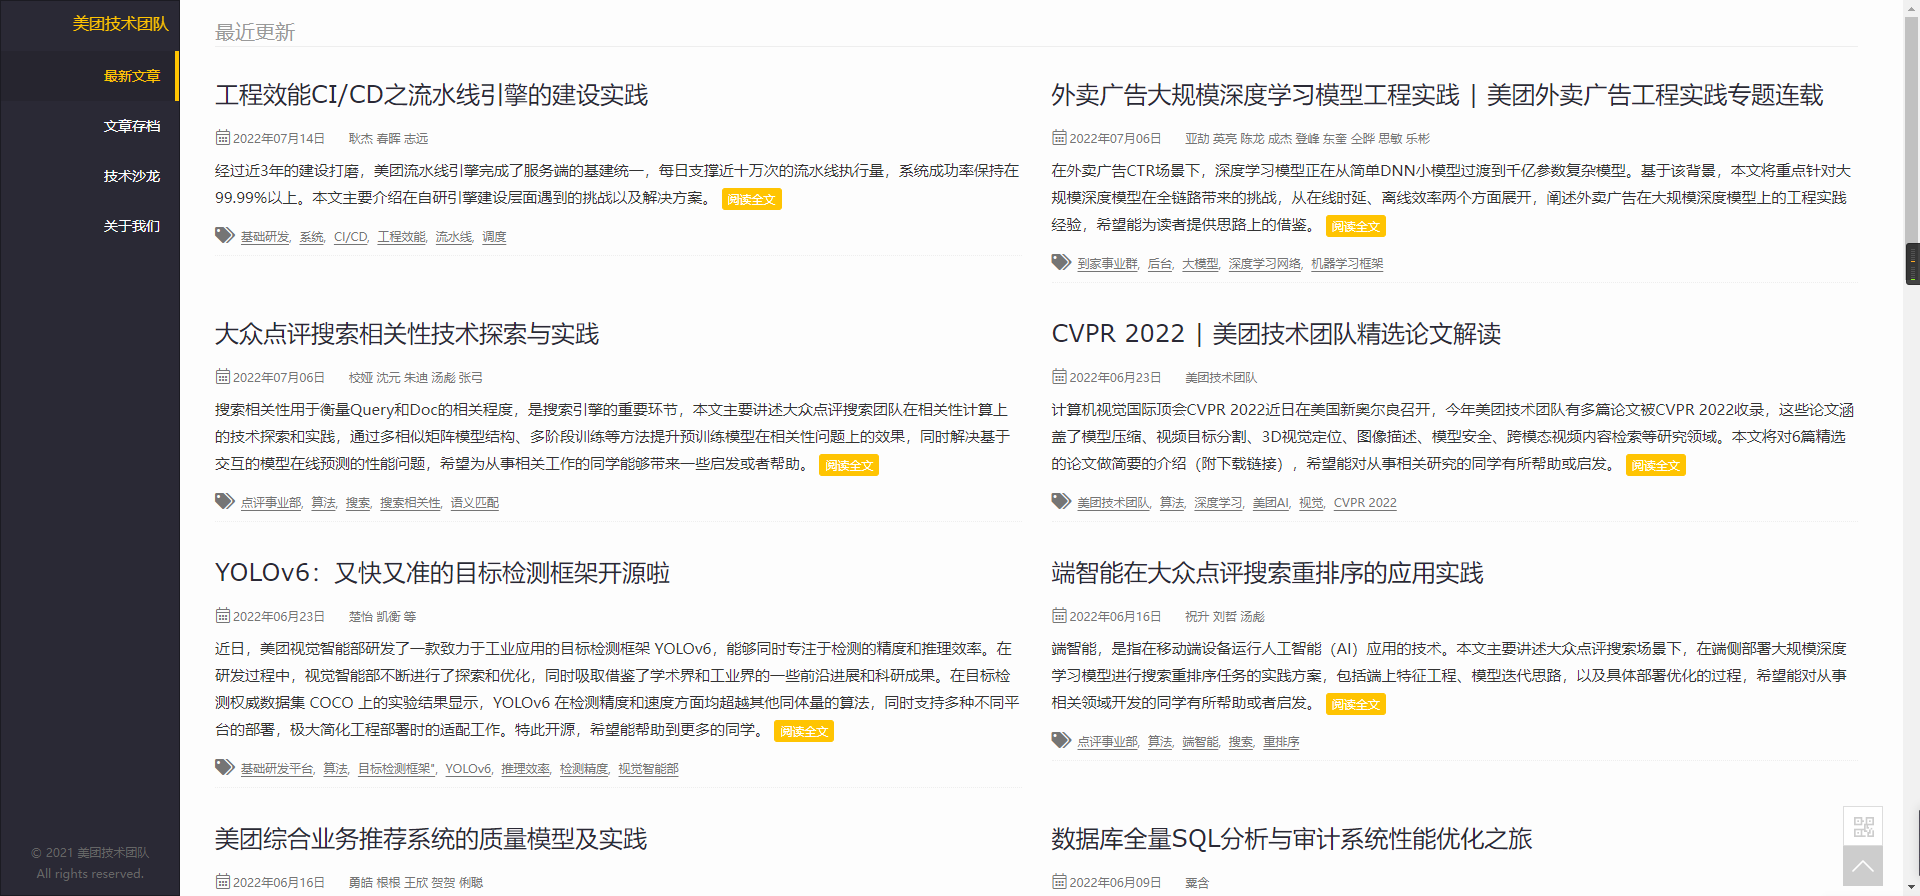 美团技术团队
最新文章
文章存档
技术沙龙
关于我们
© 2021 美团技术团队
All rights reserved.
最近更新
工程效能CI/CD之流水线引擎的建设实践
2022年07月14日 耿杰 春晖 志远
经过近3年的建设打磨，美团流水线引擎完成了服务端的基建统一，每日支撑近十万次的流水线执行量，系统成功率保持在
99.99%以上。本文主要介绍在自研引擎建设层面遇到的挑战以及解决方案。 阅读全文
基础研发, 系统, CI/CD, 工程效能, 流水线, 调度
外卖广告大规模深度学习模型工程实践 | 美团外卖广告工程实践专题连载
2022年07月06日 亚劼 英亮 陈龙 成杰 登峰 东奎 仝晔 思敏 乐彬
在外卖广告CTR场景下，深度学习模型正在从简单DNN小模型过渡到千亿参数复杂模型。基于该背景，本文将重点针对大
规模深度模型在全链路带来的挑战，从在线时延、离线效率两个方面展开，阐述外卖广告在大规模深度模型上的工程实践
经验，希望能为读者提供思路上的借鉴。 阅读全文
到家事业群, 后台, 大模型, 深度学习网络, 机器学习框架
大众点评搜索相关性技术探索与实践
2022年07月06日 校娅 沈元 朱迪 汤彪 张弓
搜索相关性用于衡量Query和Doc的相关程度，是搜索引擎的重要环节，本文主要讲述大众点评搜索团队在相关性计算上
的技术探索和实践，通过多相似矩阵模型结构、多阶段训练等方法提升预训练模型在相关性问题上的效果，同时解决基于
交互的模型在线预测的性能问题，希望为从事相关工作的同学能够带来一些启发或者帮助。 阅读全文
点评事业部, 算法, 搜索, 搜索相关性, 语义匹配
CVPR 2022 | 美团技术团队精选论文解读
2022年06月23日 美团技术团队
计算机视觉国际顶会CVPR 2022近日在美国新奥尔良召开，今年美团技术团队有多篇论文被CVPR 2022收录，这些论文涵
盖了模型压缩、视频目标分割、3D视觉定位、图像描述、模型安全、跨模态视频内容检索等研究领域。本文将对6篇精选
的论文做简要的介绍（附下载链接），希望能对从事相关研究的同学有所帮助或启发。 阅读全文
美团技术团队, 算法, 深度学习, 美团AI, 视觉, CVPR 2022
YOLOv6：又快又准的目标检测框架开源啦
2022年06月23日 楚怡 凯衡 等
近日，美团视觉智能部研发了一款致力于工业应用的目标检测框架 YOLOv6，能够同时专注于检测的精度和推理效率。在
研发过程中，视觉智能部不断进行了探索和优化，同时吸取借鉴了学术界和工业界的一些前沿进展和科研成果。在目标检
测权威数据集 COCO 上的实验结果显示，YOLOv6 在检测精度和速度方面均超越其他同体量的算法，同时支持多种不同平
台的部署，极大简化工程部署时的适配工作。特此开源，希望能帮助到更多的同学。 阅读全文
基础研发平台, 算法, 目标检测框架", YOLOv6, 推理效率, 检测精度, 视觉智能部
端智能在大众点评搜索重排序的应用实践
2022年06月16日 祝升 刘哲 汤彪
端智能，是指在移动端设备运行人工智能（AI）应用的技术。本文主要讲述大众点评搜索场景下，在端侧部署大规模深度
学习模型进行搜索重排序任务的实践方案，包括端上特征工程、模型迭代思路，以及具体部署优化的过程，希望能对从事
相关领域开发的同学有所帮助或者启发。 阅读全文
点评事业部, 算法, 端智能, 搜索, 重排序
美团综合业务推荐系统的质量模型及实践
2022年06月16日 勇皓 根根 王欣 贺贺 俐聪
数据库全量SQL分析与审计系统性能优化之旅
2022年06月09日 粟含